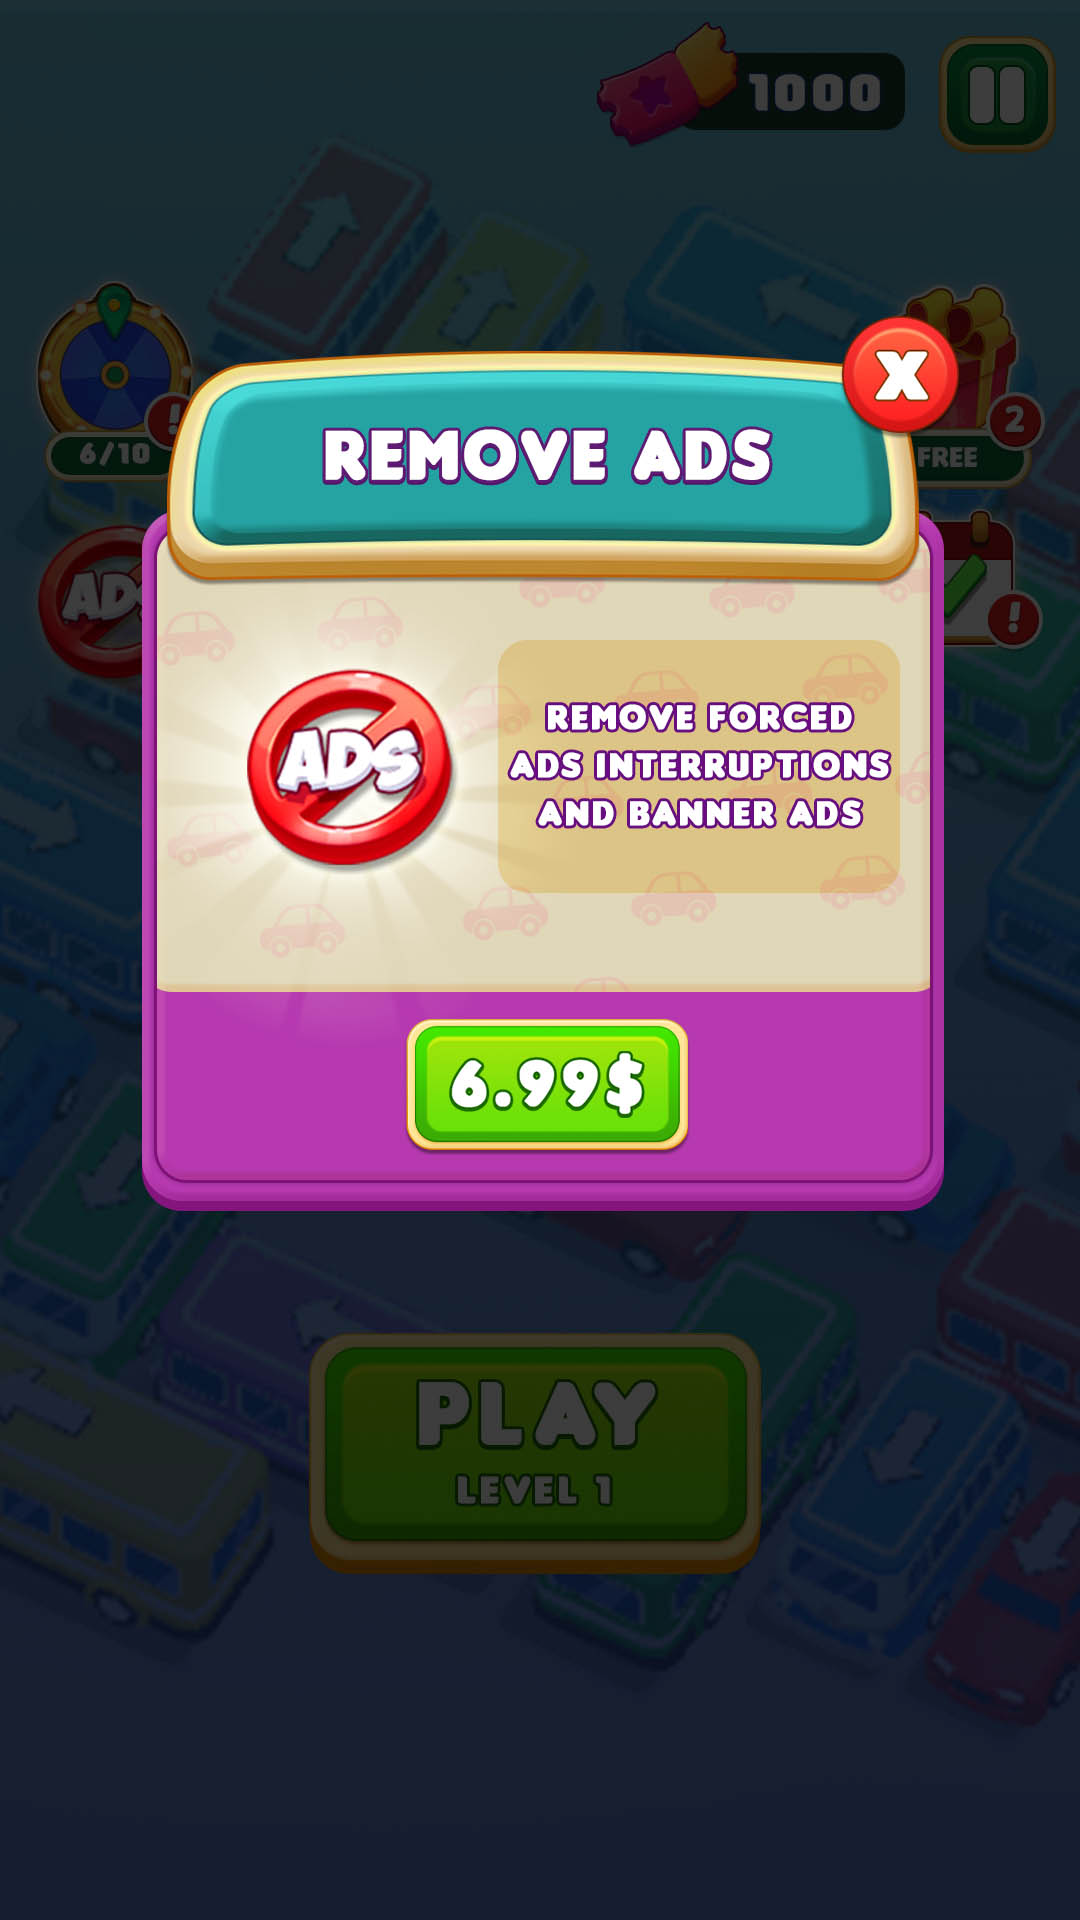 1000
6/10
!
FREE
2
X
REMOVE ADS
ADS
!
ADS
REMOVE FORCED
ADS INTERRUPTIONS
AND BANNER ADS
6.99$
PLAY
LEVEL 1